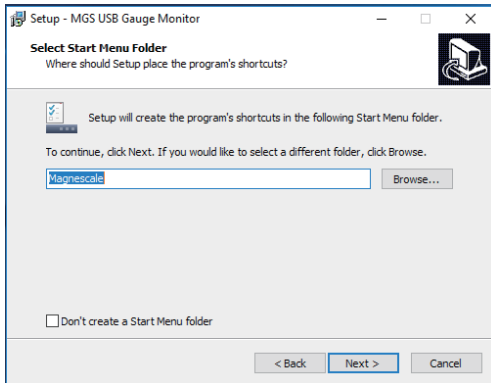 Setup - MGS USB Gauge Monitor
Select Start Menu Folder
Where should Setup place the program's shortcuts?
Setup will create the program's shortcuts in the following Start Menu folder.
To continue, click Next. If you would like to select a different folder, click Browse.
Magnescale
Browse...
Don't create a Start Menu folder
< Back
Next >
Cancel